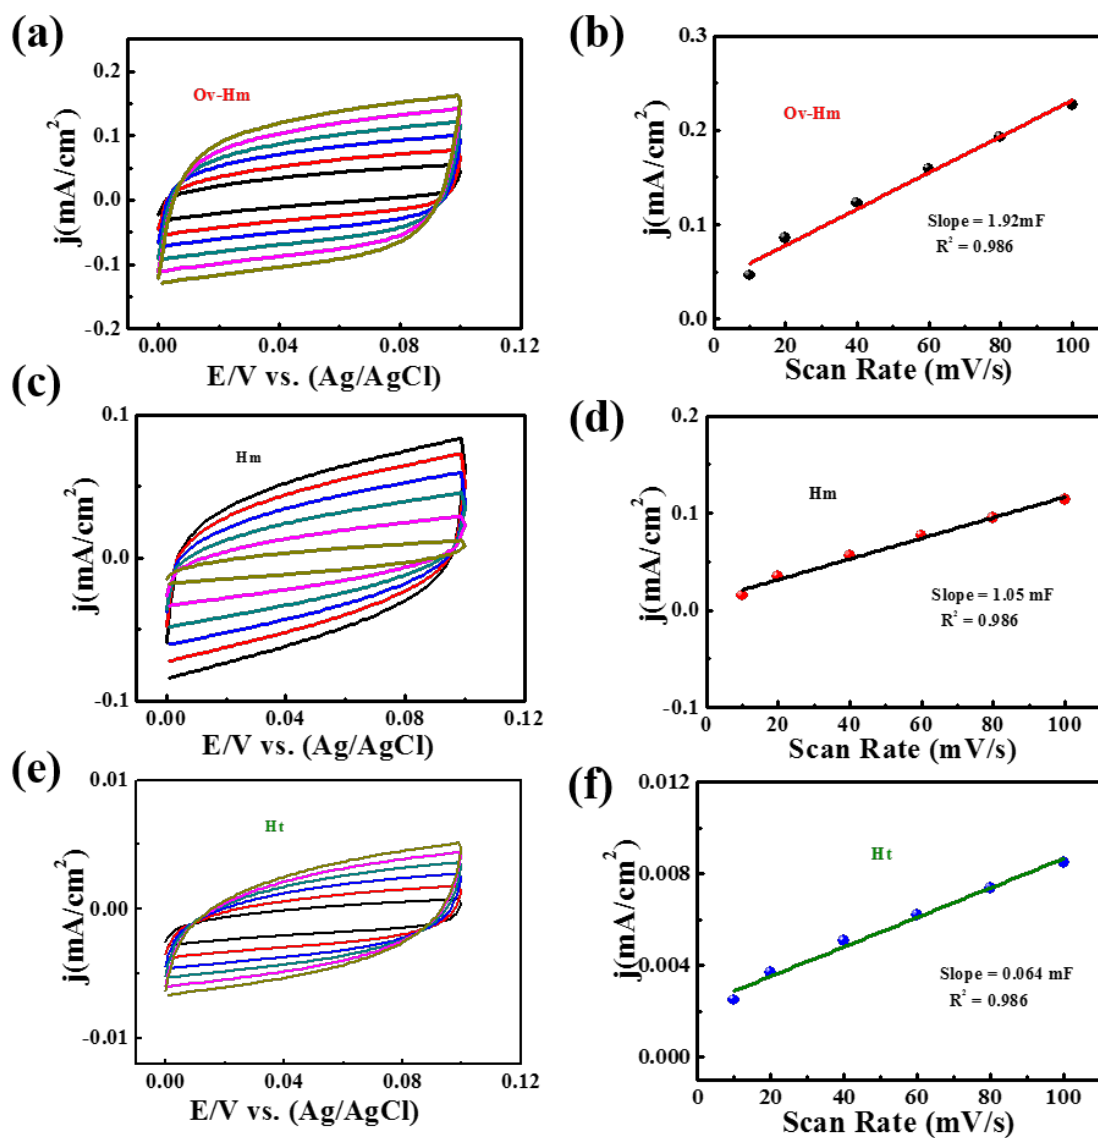 (a)
0.2
0.1
0.0
-0.1
-0.2
j(mA/cm²)
Ov-Hm
0.00 0.04 0.08 0.12
E/V vs. (Ag/AgCl)
(b)
0.3
0.2
0.1
0.0
j(mA/cm²)
Ov-Hm
Slope = 1.92mF
R² = 0.986
0 20 40 60 80 100
Scan Rate (mV/s)
(c)
0.1
0.0
-0.1
j(mA/cm²)
Hm
0.00 0.04 0.08 0.12
E/V vs. (Ag/AgCl)
(d)
0.2
0.1
0.0
-0.1
j(mA/cm²)
Hm
Slope = 1.05 mF
R² = 0.986
0 20 40 60 80 100
Scan Rate (mV/s)
(e)
0.01
0.00
-0.01
j(mA/cm²)
Ht
0.00 0.04 0.08 0.12
E/V vs. (Ag/AgCl)
(f)
0.012
0.008
0.004
0.000
j(mA/cm²)
Ht
Slope = 0.064 mF
R² = 0.986
0 20 40 60 80 100
Scan Rate (mV/s)